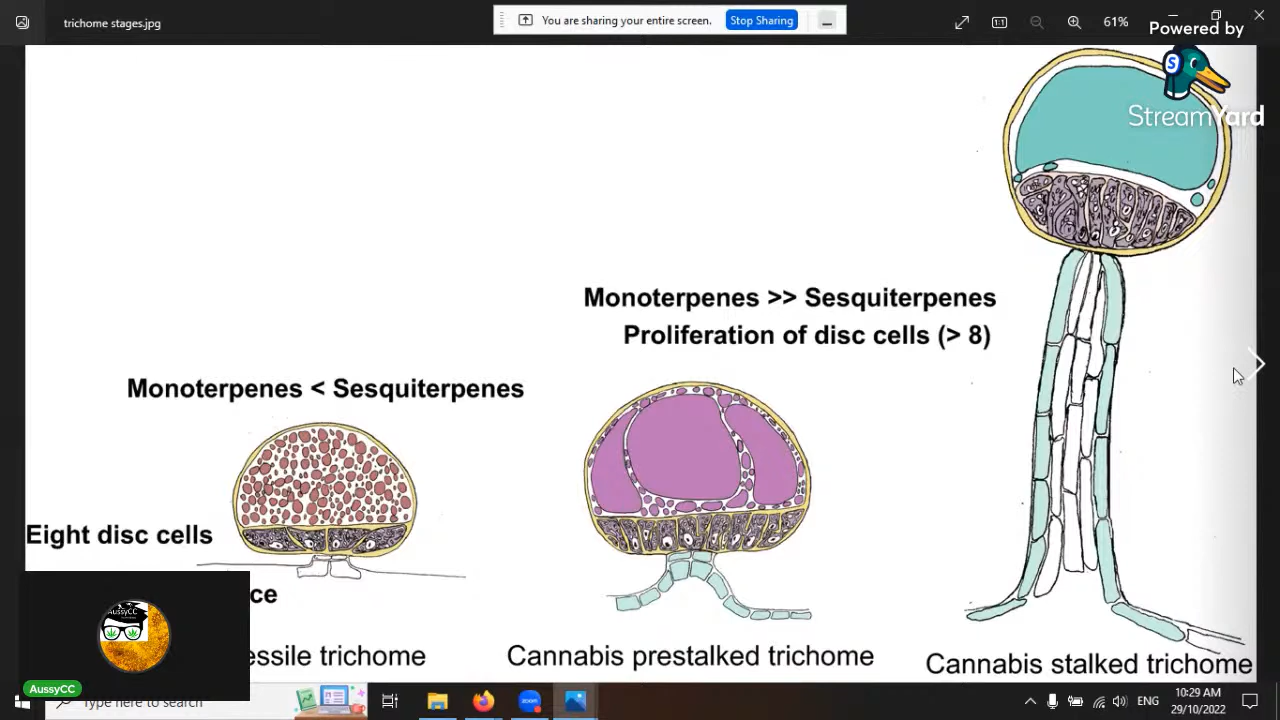 trichome stages.jpg
You are sharing your entire screen.
Stop Sharing
61%
Powered by
StreamYard
Monoterpenes >> Sesquiterpenes
Proliferation of disc cells (> 8)
Monoterpenes < Sesquiterpenes
Eight disc cells
ce
essile trichome
Cannabis prestalked trichome
Cannabis stalked trichome
AussyCC
AussyCC
Type here to search
zoom
ENG
10:29 AM
29/10/2022